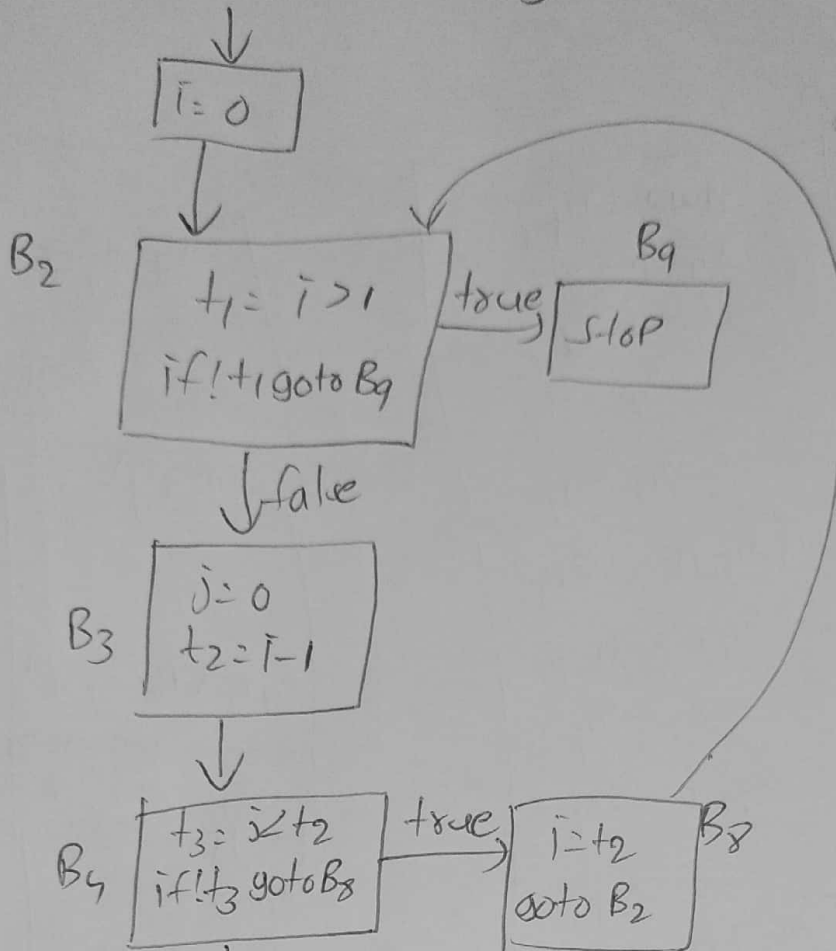 i = 0
B2
t1 = i > 1
if !t1 goto B9
true
B9
stop
false
B3
j = 0
t2 = i - 1
B4
t3 = j < t2
if !t3 goto B8
true
i = t2
goto B2
B8